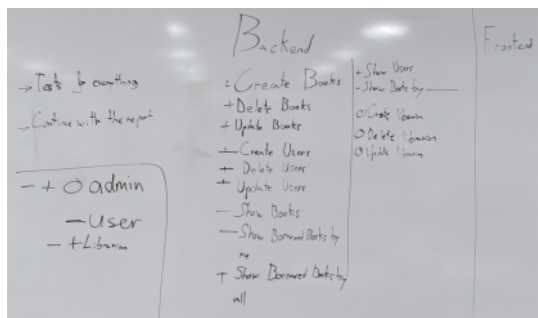 → Tests for everything
→ Continue with the report
- + O admin
- User
- + Librarian
Backend
+ Create Books
+ Delete Books
+ Update Books
+ Create Users
+ Delete Users
+ Update Users
- Show Books
- Show Borrowed Books by
me
+ Show Borrowed Books by
all
+ Show Users
- Show Books by ____
O Create librarian
O Delete librarian
O Update librarian
Frontend